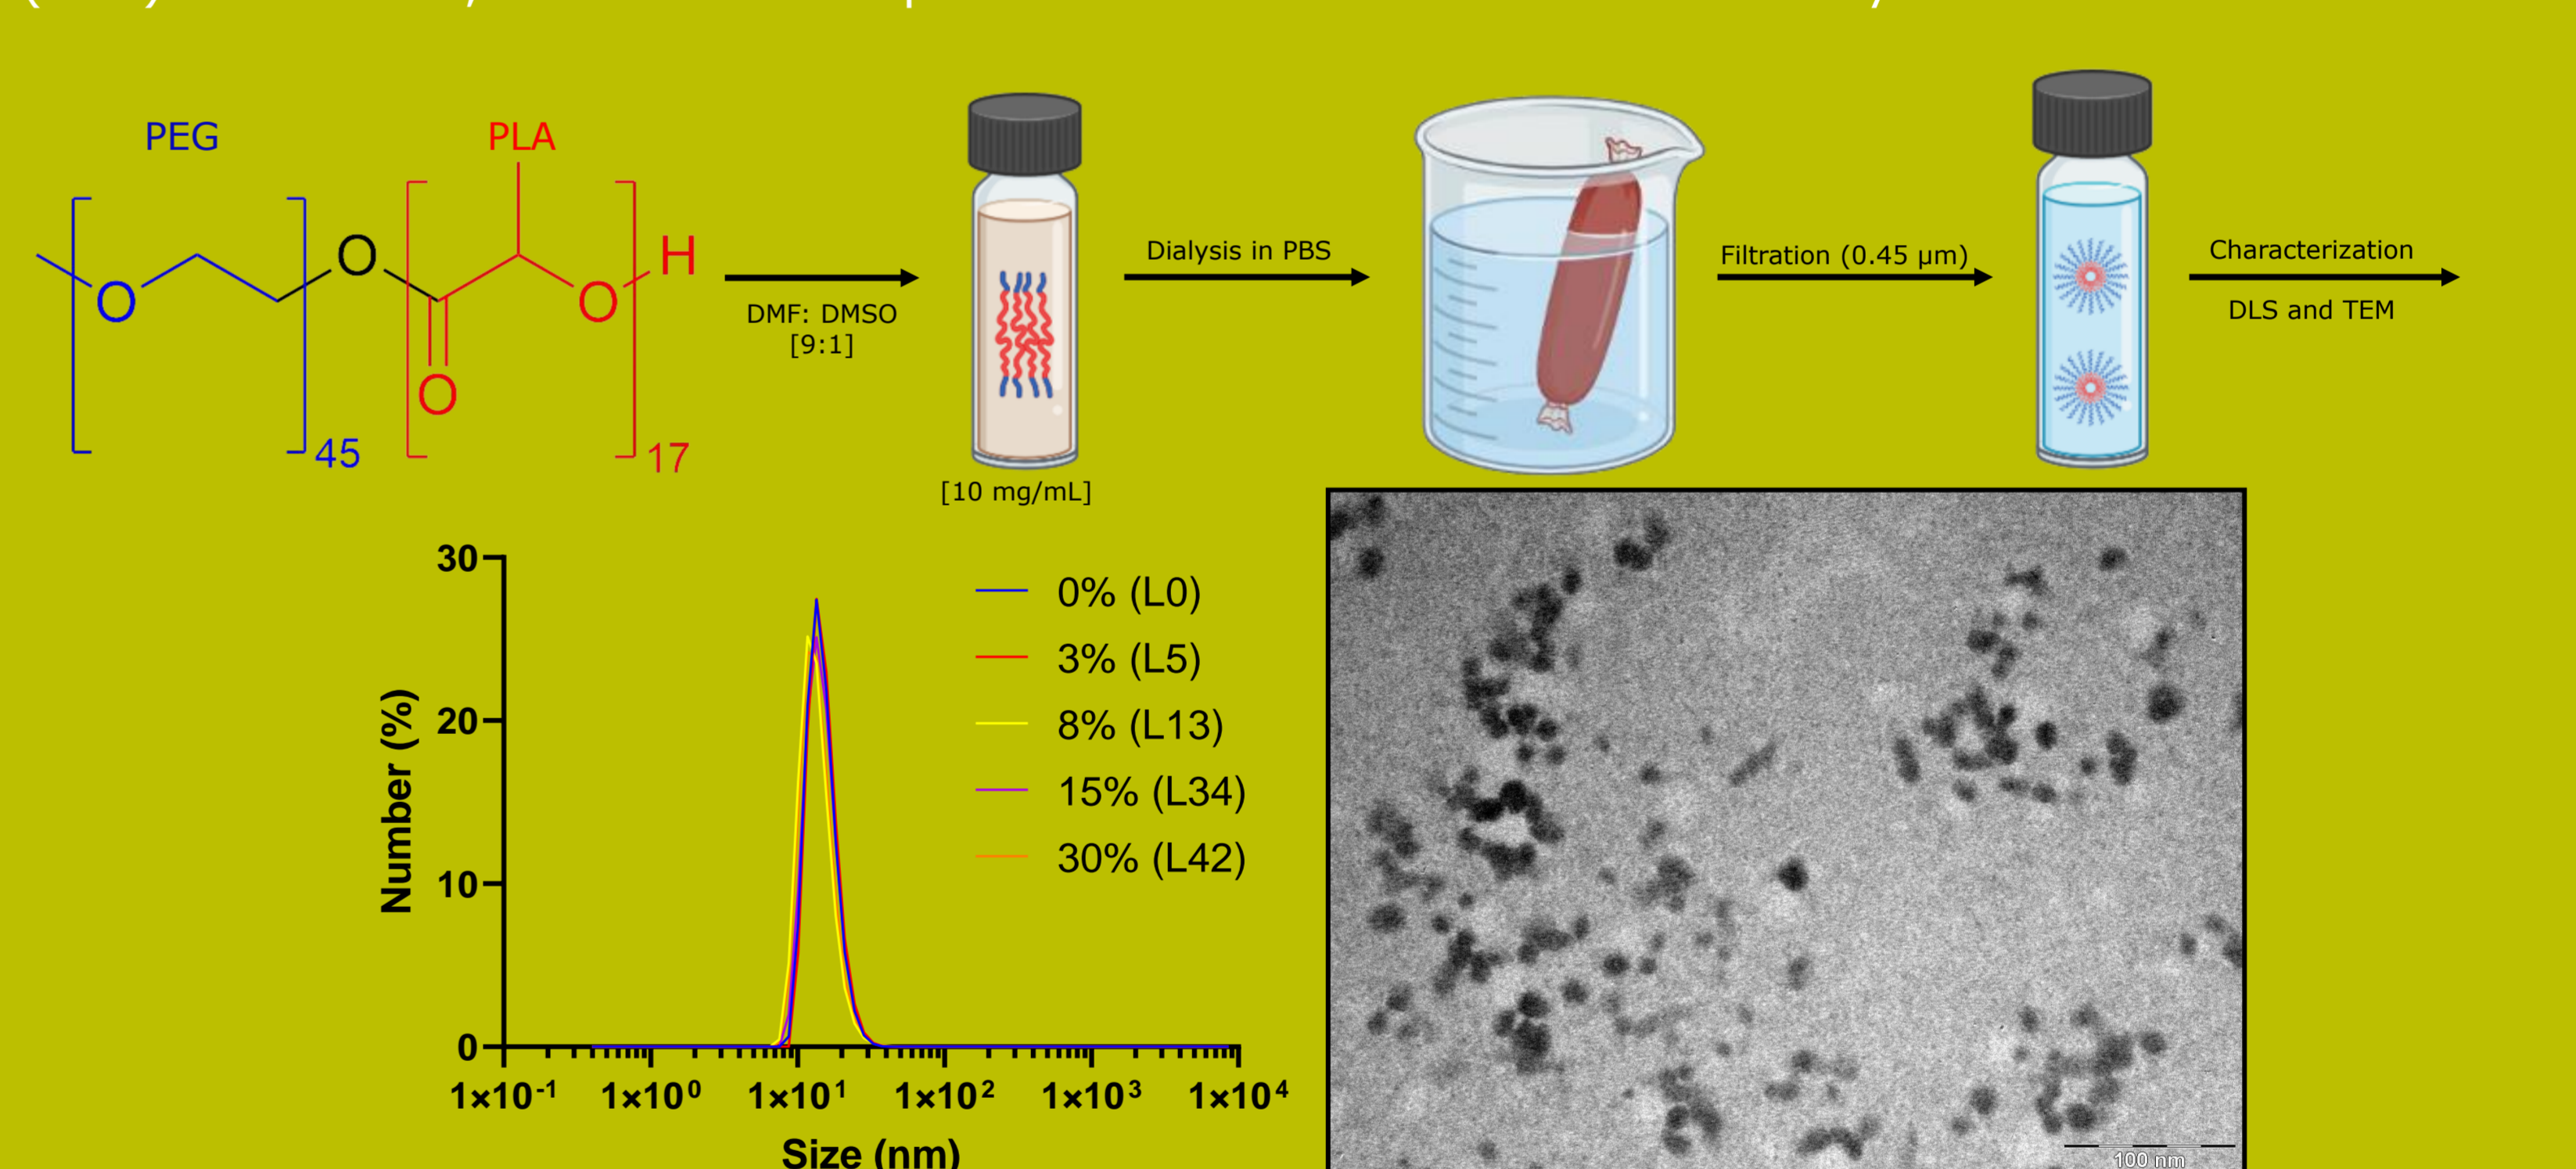 PEG
PLA
O
O
H
O
O
45
17
DMF: DMSO
[9:1]
[10 mg/mL]
Dialysis in PBS
Filtration (0.45 µm)
Characterization
DLS and TEM
30
20
10
0
Number (%)
0% (L0)
3% (L5)
8% (L13)
15% (L34)
30% (L42)
1×10⁻¹ 1×10⁰ 1×10¹ 1×10² 1×10³ 1×10⁴
Size (nm)
100 nm